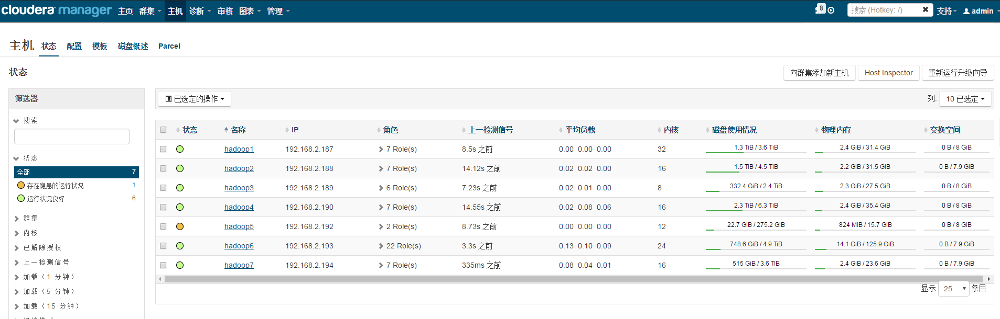 cloudera manager 主页 群集 主机 诊断 审核 图表 管理 8 搜索 (Hotkey: /) 支持 admin
主机 状态 配置 模板 磁盘概述 Parcel
状态 向群集添加新主机 Host Inspector 重新运行升级向导
筛选器
搜索
状态
全部 7
存在隐患的运行状况 1
运行状况良好 6
群集
内核
已解除授权
上一检测信号
加载（1 分钟）
加载（5 分钟）
加载（15 分钟）
已选定的操作 列: 10 已选定
状态 名称 IP 角色 上一检测信号 平均负载 内核 磁盘使用情况 物理内存 交换空间
hadoop1 192.168.2.187 7 Role(s) 8.5s 之前 0.00 0.00 0.00 32 1.3 TiB / 3.6 TiB 2.4 GiB / 31.4 GiB 0 B / 8 GiB
hadoop2 192.168.2.188 7 Role(s) 14.12s 之前 0.02 0.02 0.00 16 1.5 TiB / 4.5 TiB 2.2 GiB / 31.5 GiB 0 B / 7.9 GiB
hadoop3 192.168.2.189 6 Role(s) 7.23s 之前 0.02 0.01 0.00 8 332.4 GiB / 2.4 TiB 2.3 GiB / 27.5 GiB 0 B / 8 GiB
hadoop4 192.168.2.190 7 Role(s) 14.55s 之前 0.02 0.08 0.06 16 2.3 TiB / 6.3 TiB 2.4 GiB / 35.4 GiB 0 B / 8 GiB
hadoop5 192.168.2.192 2 Role(s) 8.73s 之前 0.00 0.00 0.00 12 22.7 GiB / 275.2 GiB 824 MiB / 15.7 GiB 0 B / 8 GiB
hadoop6 192.168.2.193 22 Role(s) 3.3s 之前 0.13 0.10 0.09 24 748.6 GiB / 4.9 TiB 14.1 GiB / 125.9 GiB 0 B / 7.9 GiB
hadoop7 192.168.2.194 7 Role(s) 335ms 之前 0.08 0.04 0.01 16 515 GiB / 3.6 TiB 2.4 GiB / 23.6 GiB 0 B / 7.9 GiB
显示 25 条目